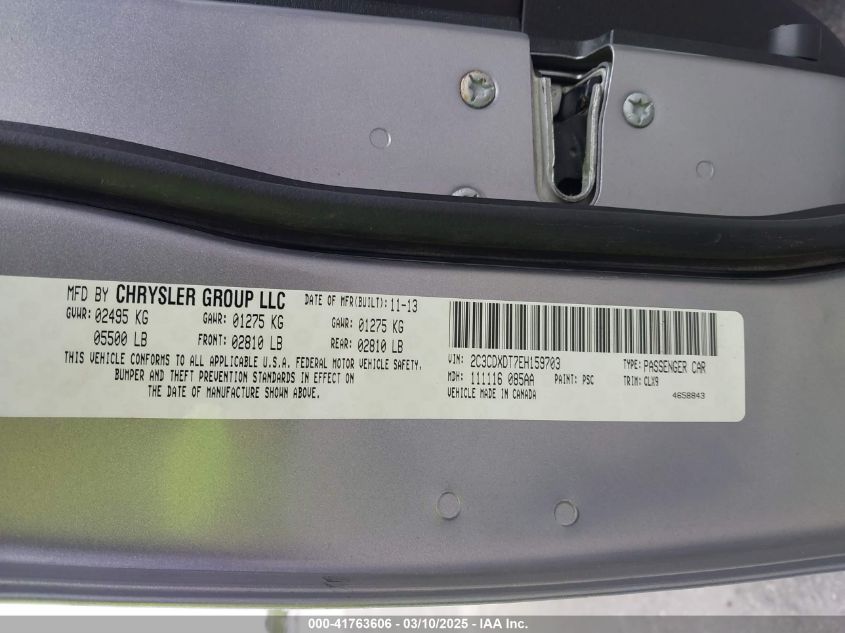 MFD BY CHRYSLER GROUP LLC DATE OF MFR(BUILT): 11-13
GVWR: 02495 KG GAWR: 01275 KG GAWR: 01275 KG
05500 LB FRONT: 02810 LB REAR: 02810 LB
THIS VEHICLE CONFORMS TO ALL APPLICABLE U.S.A. FEDERAL MOTOR VEHICLE SAFETY,
BUMPER AND THEFT PREVENTION STANDARDS IN EFFECT ON
THE DATE OF MANUFACTURE SHOWN ABOVE.
VIN: 2C3CDXDT7EH159703 TYPE: PASSENGER CAR
MDH: 111116 085AA PAINT: PSC TRIM: CLX9
VEHICLE MADE IN CANADA 4658843
000-41763606 - 03/10/2025 - IAA Inc.